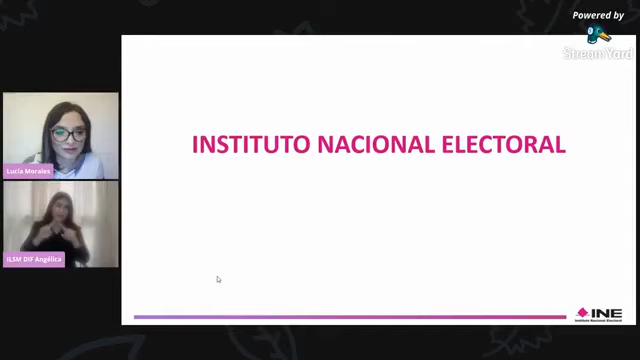 Powered by
StreamYard
INSTITUTO NACIONAL ELECTORAL
Lucía Morales
ILSM DIF Angélica
INE
Instituto Nacional Electoral